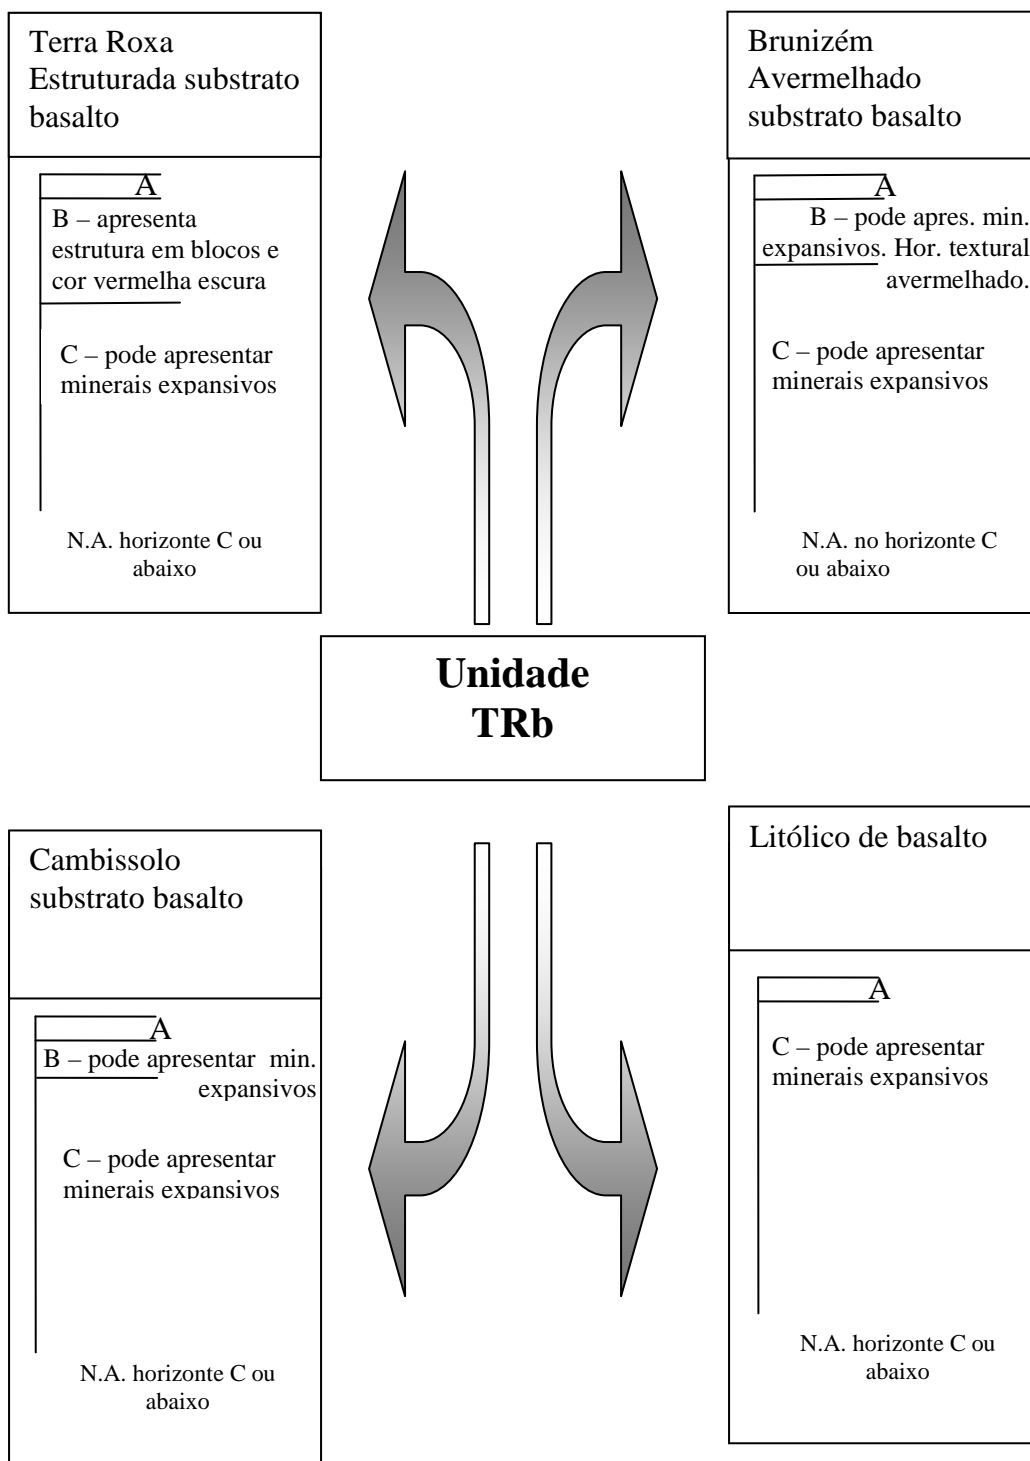 Terra Roxa
Estruturada substrato
basalto
A
B – apresenta
estrutura em blocos e
cor vermelha escura
C – pode apresentar
minerais expansivos
N.A. horizonte C ou
abaixo
Brunizém
Avermelhado
substrato basalto
A
B – pode apres. min.
expansivos. Hor. textural
avermelhado.
C – pode apresentar
minerais expansivos
N.A. no horizonte C
ou abaixo
Unidade
TRb
Cambissolo
substrato basalto
A
B – pode apresentar min.
expansivos
C – pode apresentar
minerais expansivos
N.A. horizonte C ou
abaixo
Litólico de basalto
A
C – pode apresentar
minerais expansivos
N.A. horizonte C ou
abaixo